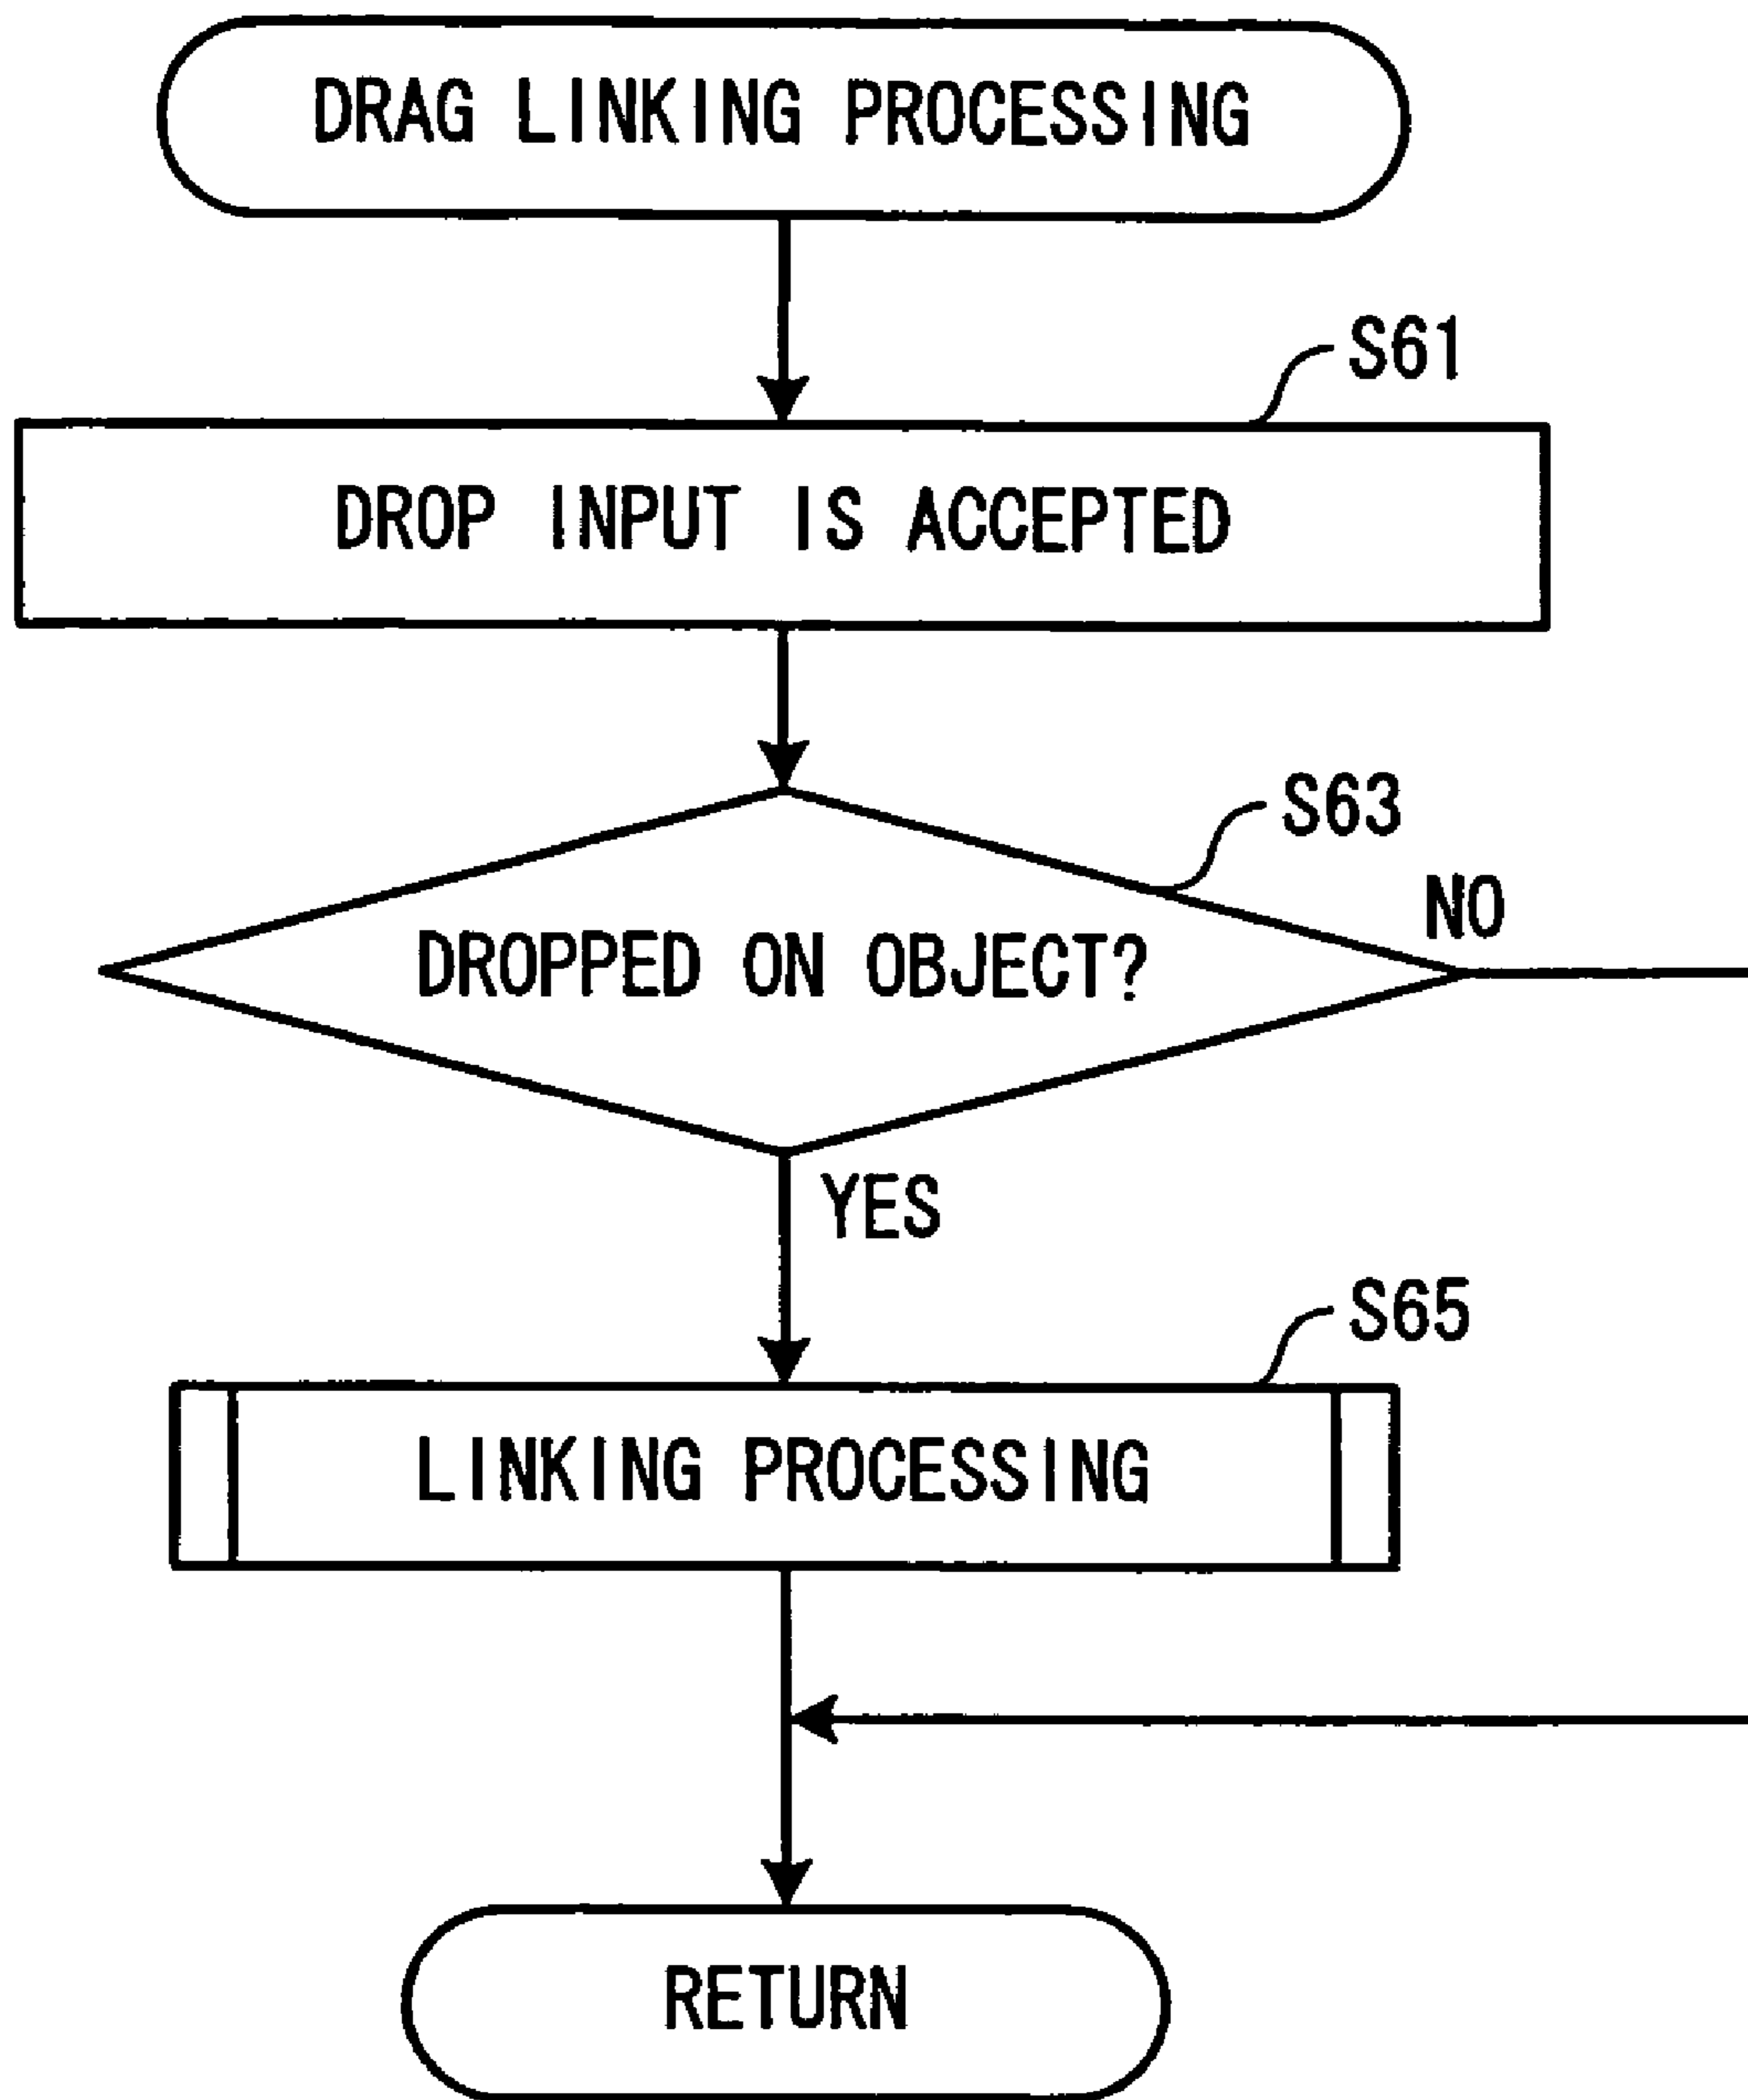 DRAG LINKING PROCESSING
S61
DROP INPUT IS ACCEPTED
S63
NO
DROPPED ON OBJECT?
YES
S65
LINKING PROCESSING
RETURN